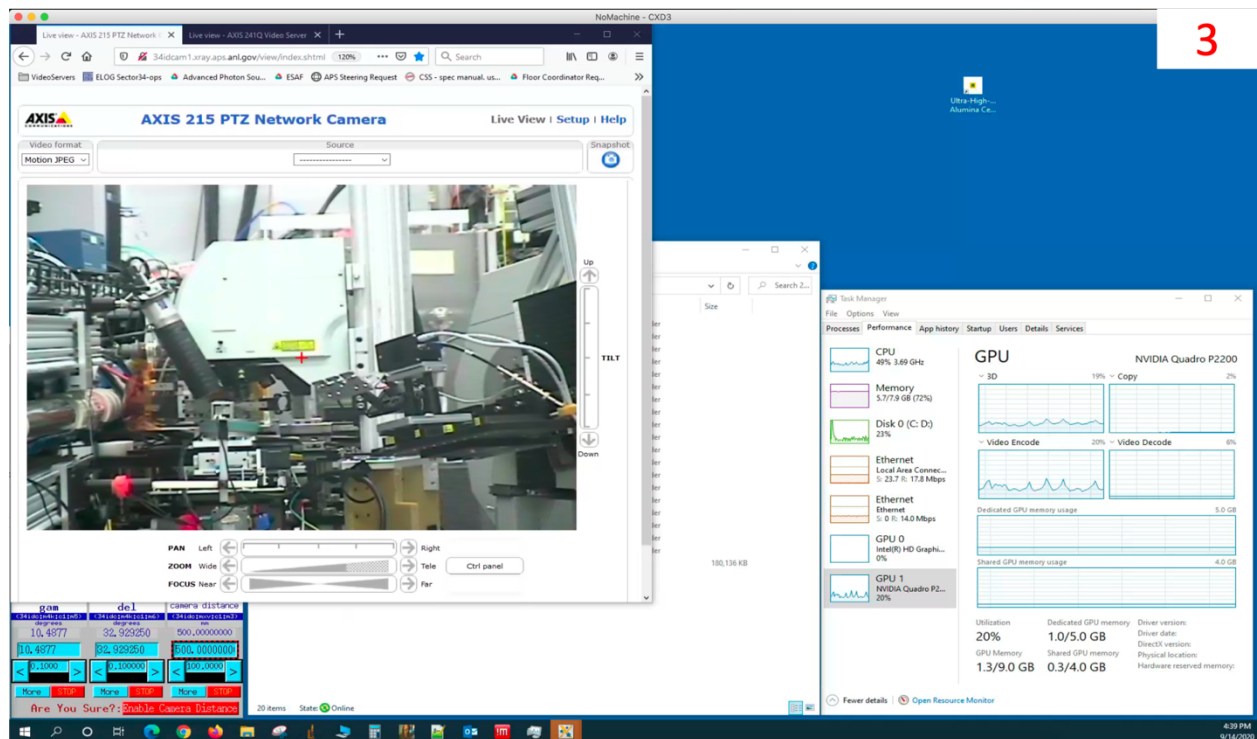 NoMachine - CXD3
3
Live view - AXIS 215 PTZ Network
Live view - AXIS 241Q Video Server
34idcam1.xray.aps.anl.gov/view/index.shtml
120%
Search
VideoServers
ELOG Sector34-ops
Advanced Photon Sou...
ESAF
APS Steering Request
CSS - spec manual. us...
Floor Coordinator Req...
AXIS
COMMUNICATIONS
AXIS 215 PTZ Network Camera
Live View | Setup | Help
Video format
Source
Snapshot
Motion JPEG
----------------
Up
TILT
Down
PAN Left Right
ZOOM Wide Tele
Ctrl panel
FOCUS Near Far
Ultra-High-...
Alumina Ce...
Search 2...
Size
180,136 KB
gam
del
camera distance
degrees
degrees
10.4877
32.929250
500.0000000
10.4877
32.929250
500.0000000
0.1000
0.100000
100.0000
More STOP
More STOP
More STOP
Are You Sure?: Enable Camera Distance
20 items
State: Online
Task Manager
File Options View
Processes Performance App history Startup Users Details Services
CPU
49% 3.69 GHz
Memory
5.7/7.9 GB (72%)
Disk 0 (C: D:)
23%
Ethernet
Local Area Connec...
S: 23.7 R: 17.8 Mbps
Ethernet
Ethernet
S: 0 R: 14.0 Mbps
GPU 0
Intel(R) HD Graphi...
0%
GPU 1
NVIDIA Quadro P2...
20%
GPU
NVIDIA Quadro P2200
3D 19%
Copy 2%
Video Encode 20%
Video Decode 6%
Dedicated GPU memory usage 5.0 GB
Shared GPU memory usage 4.0 GB
Utilization
20%
Dedicated GPU memory
1.0/5.0 GB
GPU Memory
1.3/9.0 GB
Shared GPU memory
0.3/4.0 GB
Driver version:
Driver date:
DirectX version:
Physical location:
Hardware reserved memory:
Fewer details
Open Resource Monitor
4:39 PM
9/14/2020